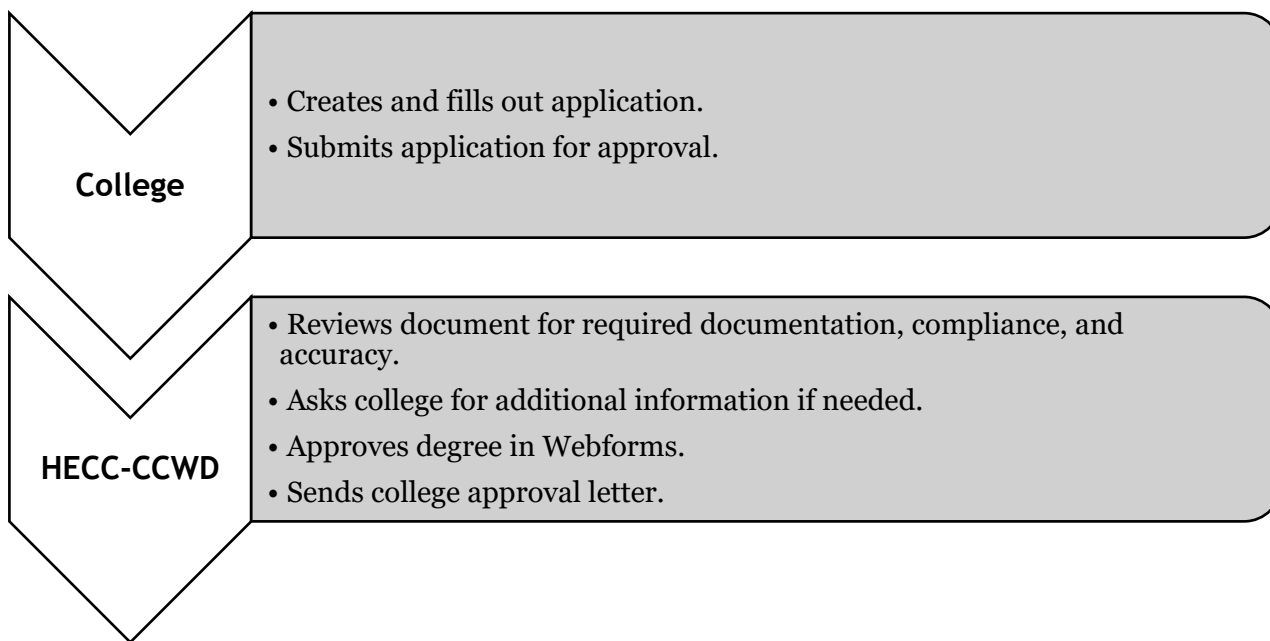 College
• Creates and fills out application.
• Submits application for approval.
HECC-CCWD
• Reviews document for required documentation, compliance, and
accuracy.
• Asks college for additional information if needed.
• Approves degree in Webforms.
• Sends college approval letter.